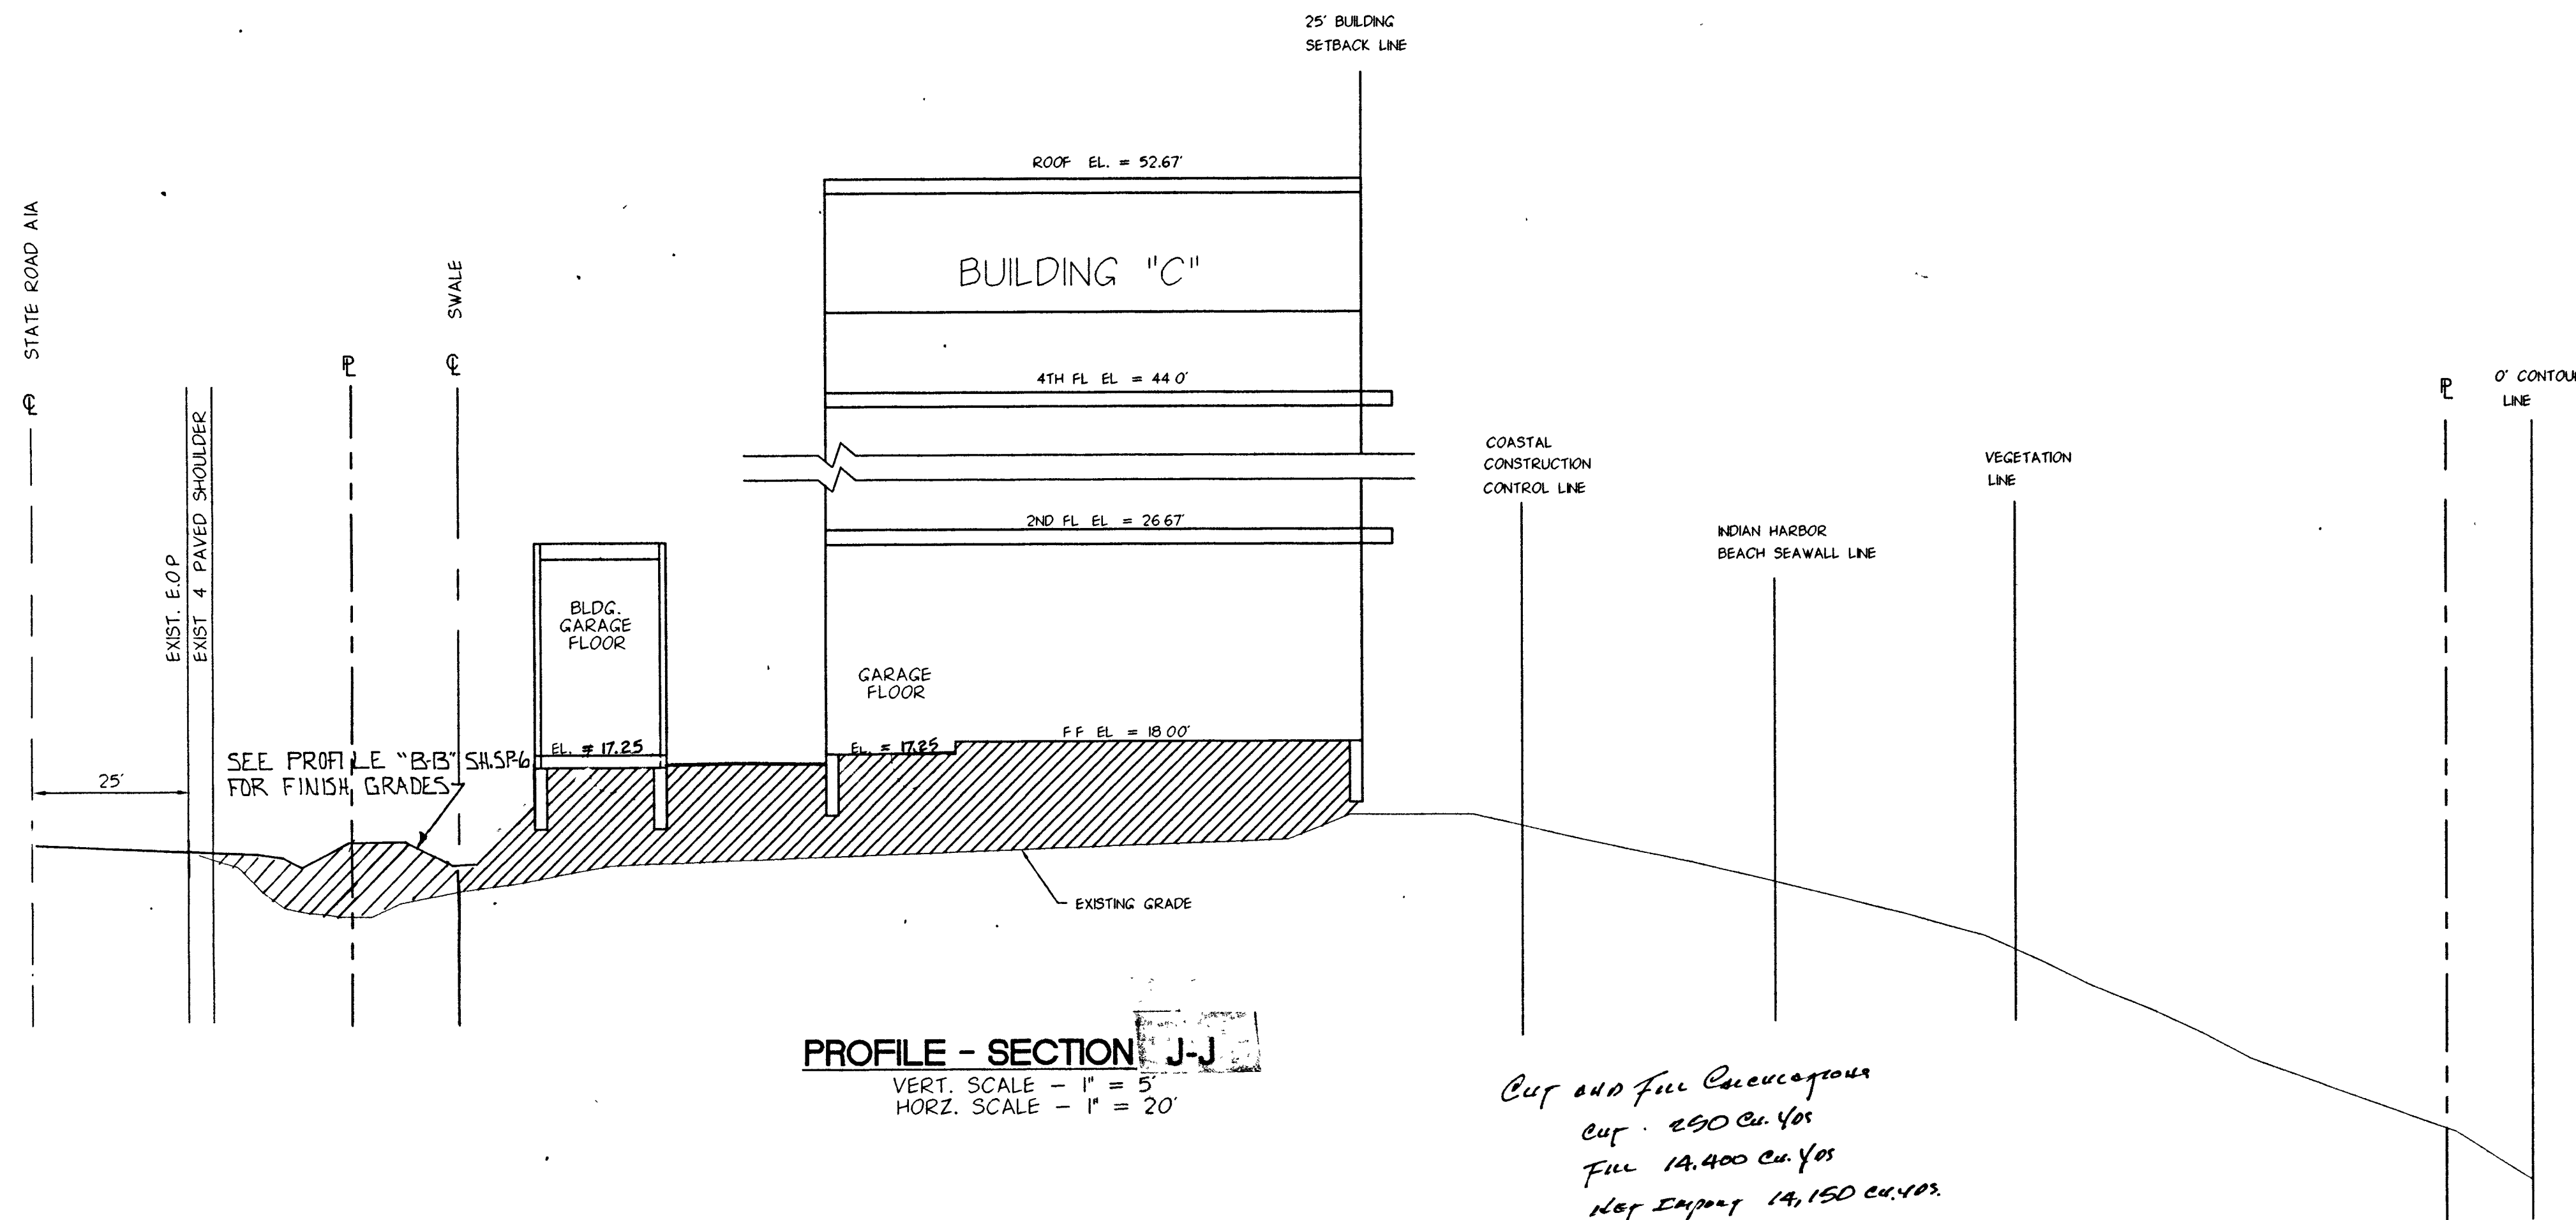 25' BUILDING
SETBACK LINE
ROOF EL. = 52.67'
BUILDING "C"
STATE ROAD A1A
SWALE
4TH FL EL = 44 0'
0' CONTOUR
LINE
EXIST. E.O P
EXIST 4 PAVED SHOULDER
COASTAL
CONSTRUCTION
CONTROL LINE
VEGETATION
LINE
2ND FL EL = 26 67'
INDIAN HARBOR
BEACH SEAWALL LINE
BLDG.
GARAGE
FLOOR
GARAGE
FLOOR
F F EL = 18 00'
EL. = 17.25
EL. = 17.25
SEE PROFILE "B-B" SH.SP-6
FOR FINISH GRADES
25'
EXISTING GRADE
PROFILE - SECTION J-J
VERT. SCALE - 1" = 5'
HORZ. SCALE - 1" = 20'
Cut and Fill Calculations
Cut . 250 Cu. Yds
Fill 14.400 Cu. Yds
Net Import 14,150 Cu. Yds.